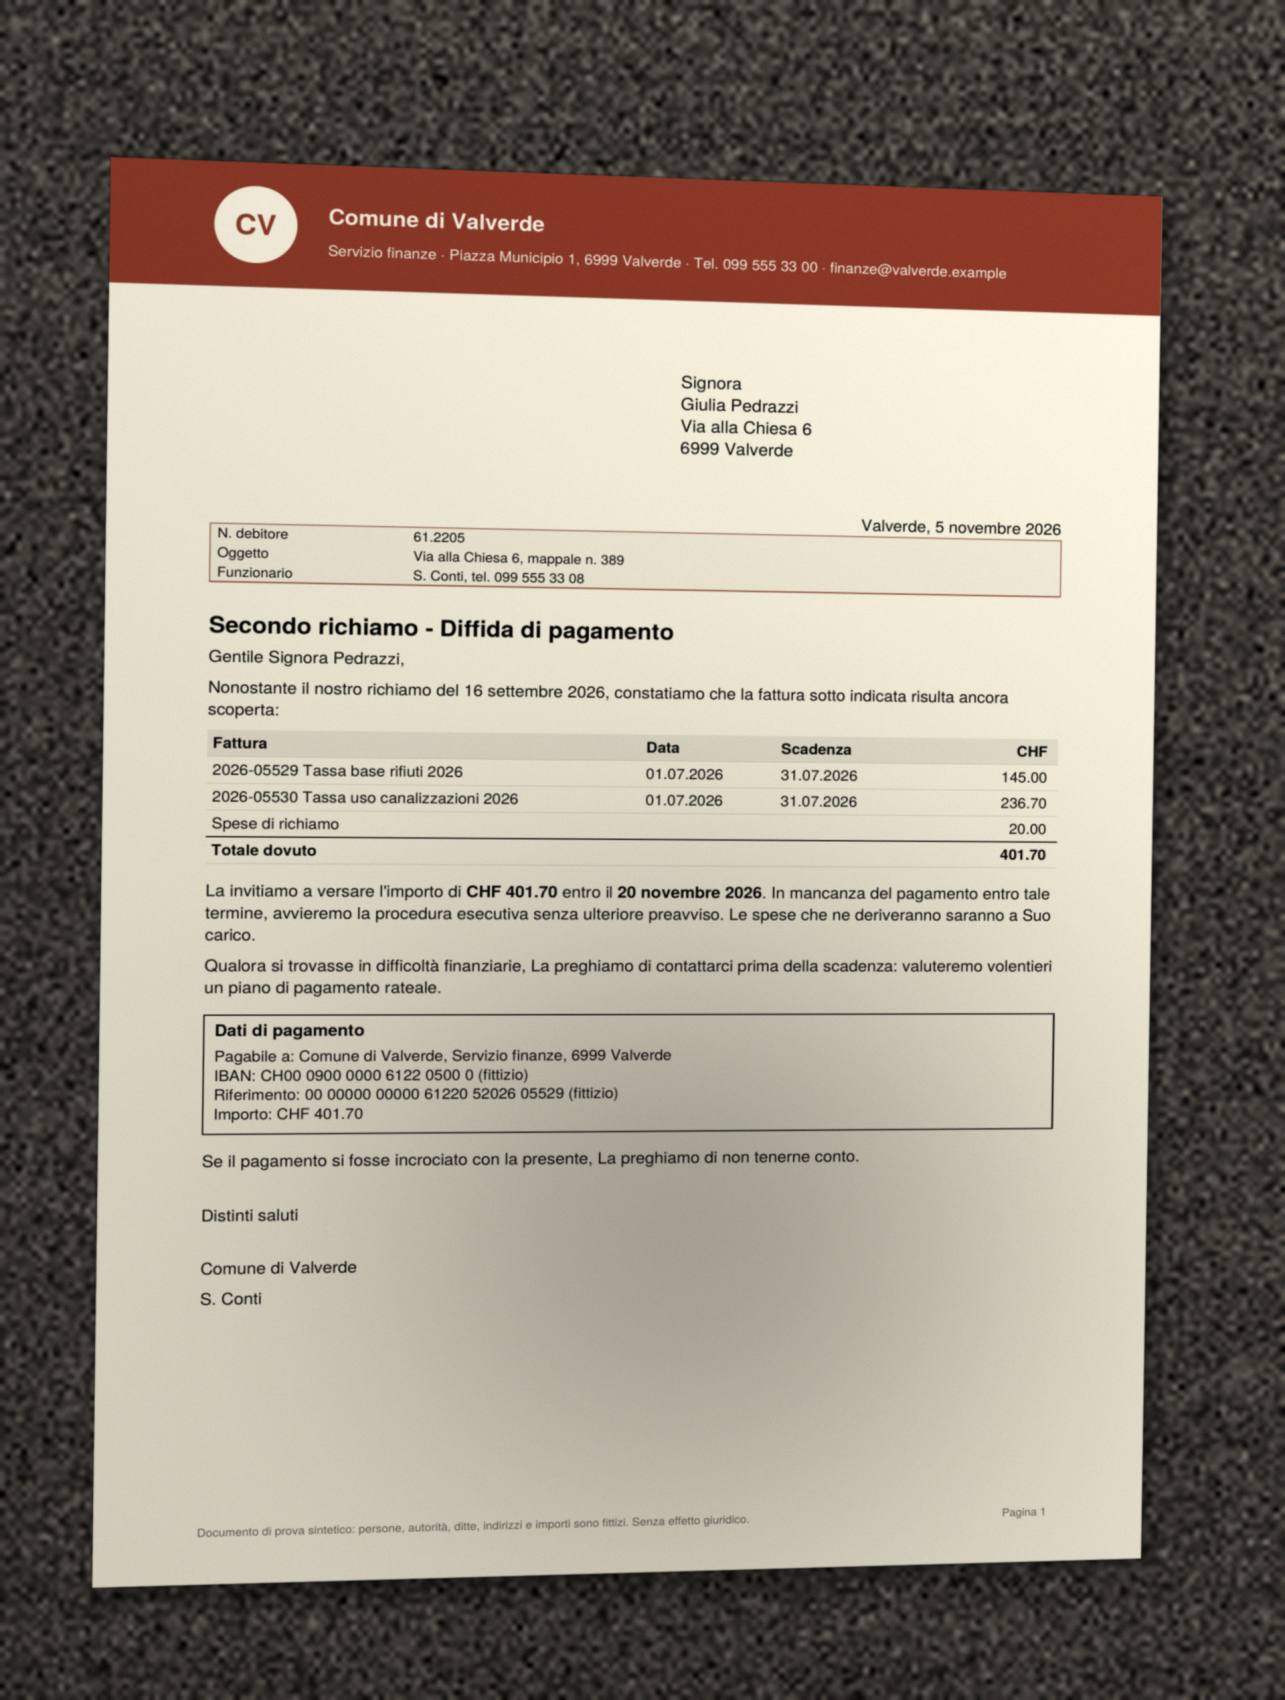 CV
Comune di Valverde
Servizio finanze · Piazza Municipio 1, 6999 Valverde · Tel. 099 555 33 00 · finanze@valverde.example
Signora
Giulia Pedrazzi
Via alla Chiesa 6
6999 Valverde
Valverde, 5 novembre 2026
N. debitore 61.2205
Oggetto Via alla Chiesa 6, mappale n. 389
Funzionario S. Conti, tel. 099 555 33 08
Secondo richiamo - Diffida di pagamento
Gentile Signora Pedrazzi,
Nonostante il nostro richiamo del 16 settembre 2026, constatiamo che la fattura sotto indicata risulta ancora
scoperta:
Fattura Data Scadenza CHF
2026-05529 Tassa base rifiuti 2026 01.07.2026 31.07.2026 145.00
2026-05530 Tassa uso canalizzazioni 2026 01.07.2026 31.07.2026 236.70
Spese di richiamo 20.00
Totale dovuto 401.70
La invitiamo a versare l'importo di CHF 401.70 entro il 20 novembre 2026. In mancanza del pagamento entro tale
termine, avvieremo la procedura esecutiva senza ulteriore preavviso. Le spese che ne deriveranno saranno a Suo
carico.
Qualora si trovasse in difficoltà finanziarie, La preghiamo di contattarci prima della scadenza: valuteremo volentieri
un piano di pagamento rateale.
Dati di pagamento
Pagabile a: Comune di Valverde, Servizio finanze, 6999 Valverde
IBAN: CH00 0900 0000 6122 0500 0 (fittizio)
Riferimento: 00 00000 00000 61220 52026 05529 (fittizio)
Importo: CHF 401.70
Se il pagamento si fosse incrociato con la presente, La preghiamo di non tenerne conto.
Distinti saluti
Comune di Valverde
S. Conti
Documento di prova sintetico: persone, autorità, ditte, indirizzi e importi sono fittizi. Senza effetto giuridico.
Pagina 1